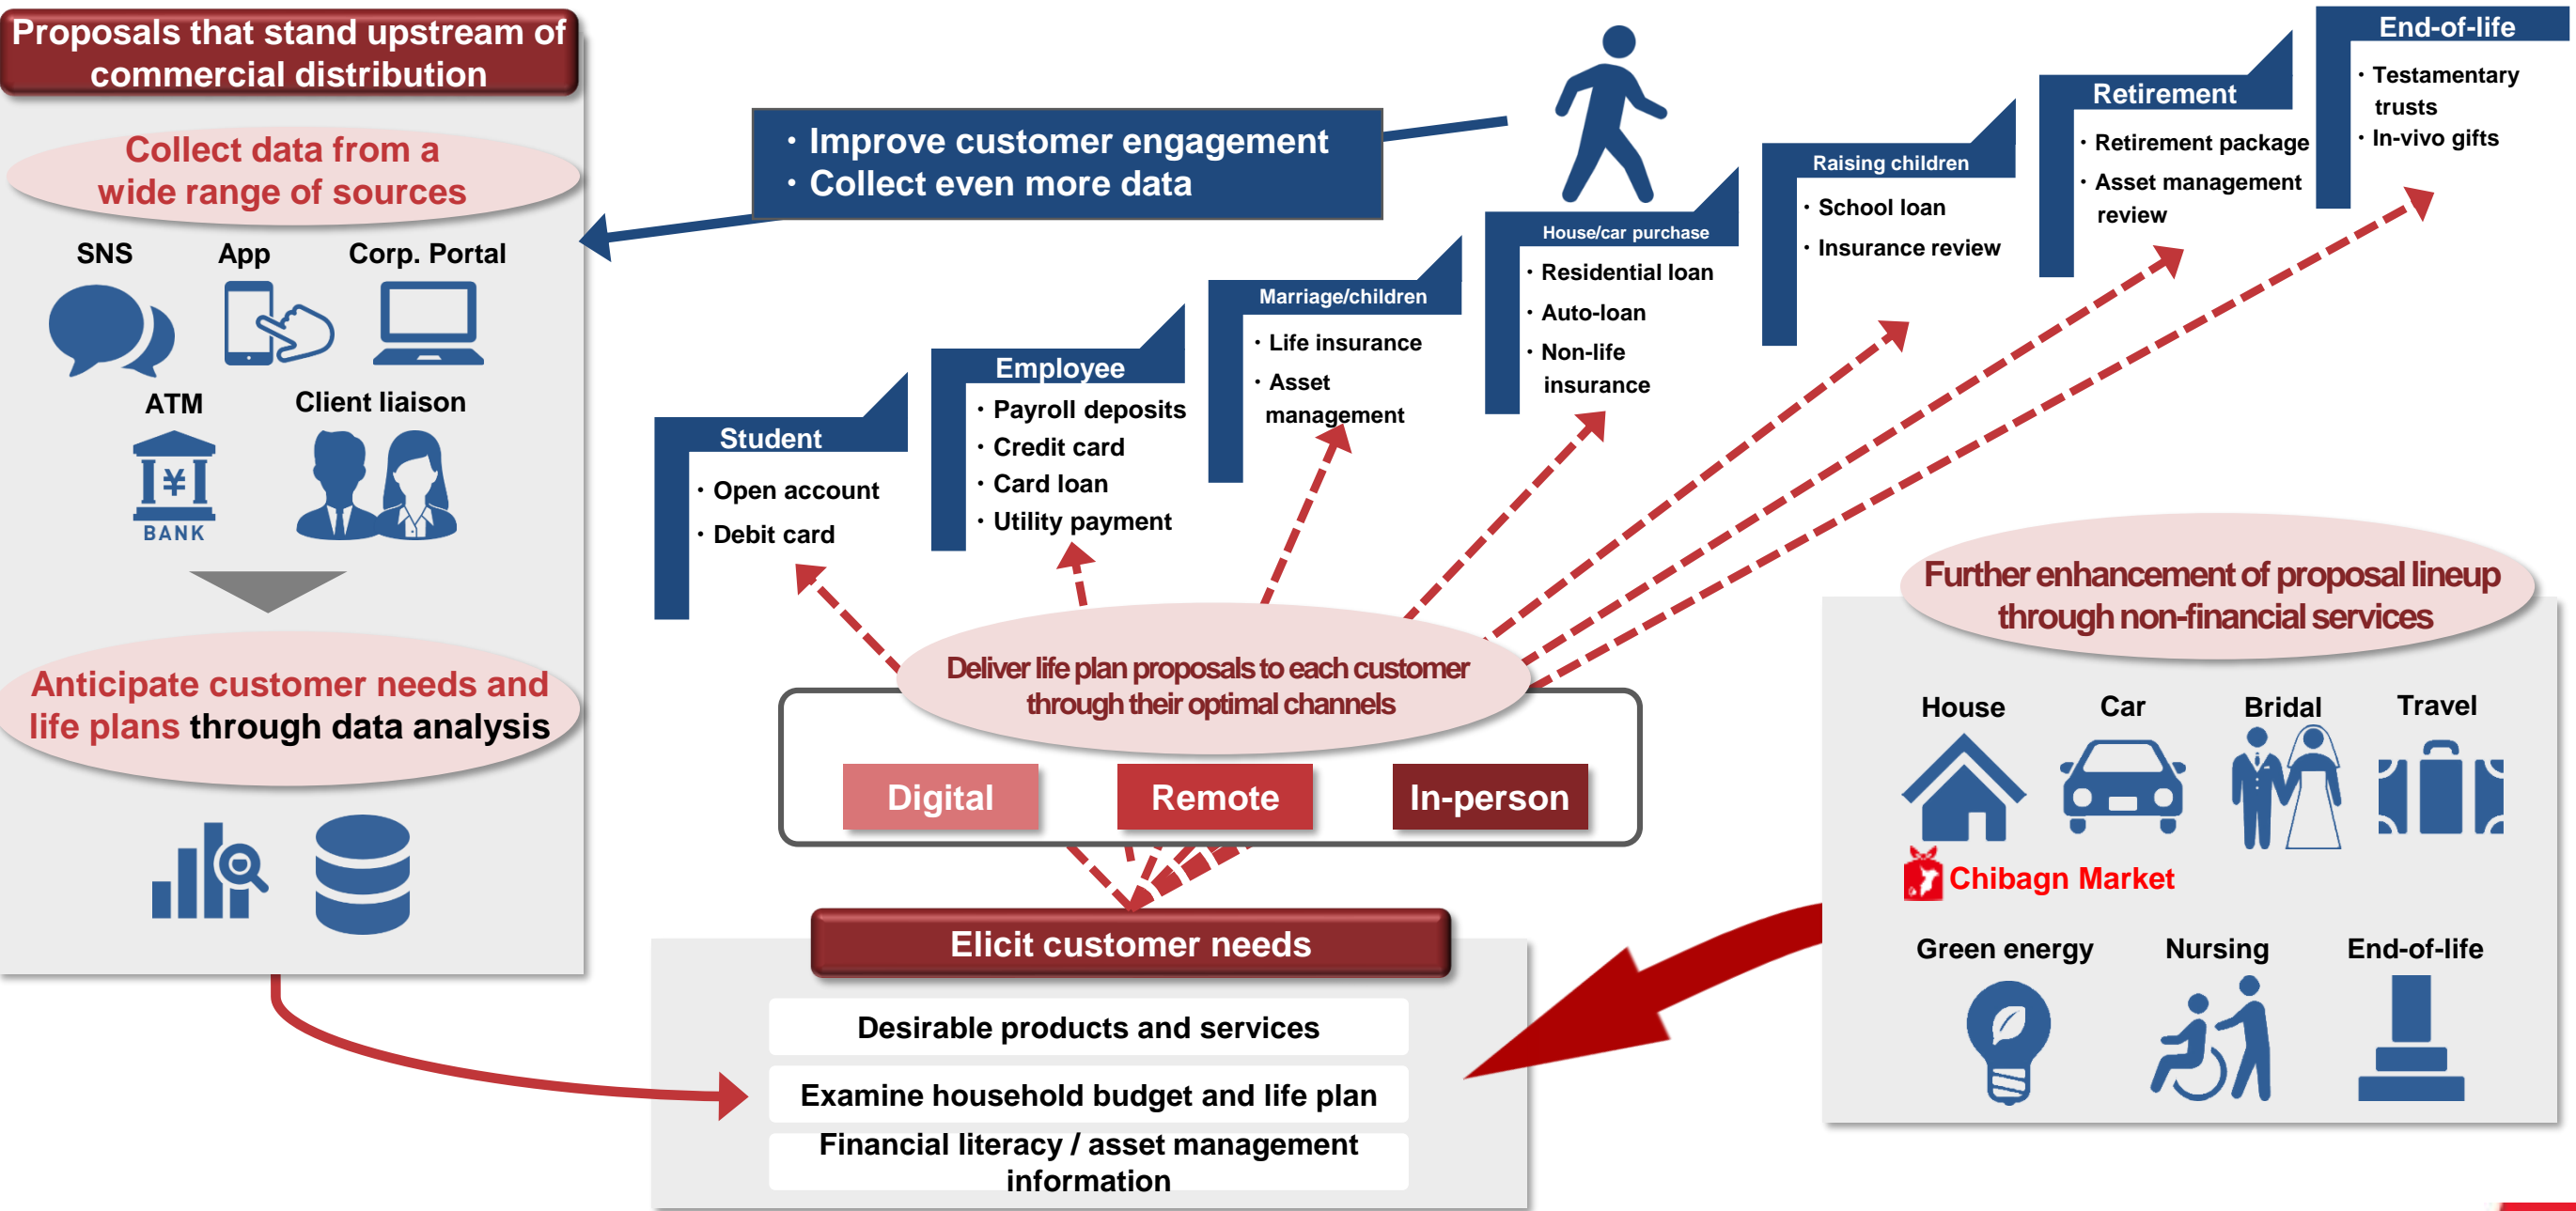 Proposals that stand upstream of
commercial distribution
Collect data from a
wide range of sources
SNS
App
Corp. Portal
ATM
Client liaison
¥
BANK
Anticipate customer needs and
life plans through data analysis
・Improve customer engagement
・Collect even more data
Student
・Open account
・Debit card
Employee
・Payroll deposits
・Credit card
・Card loan
・Utility payment
Marriage/children
・Life insurance
・Asset
management
House/car purchase
・Residential loan
・Auto-loan
・Non-life
insurance
Raising children
・School loan
・Insurance review
Retirement
・Retirement package
・Asset management
review
End-of-life
・Testamentary
trusts
・In-vivo gifts
Deliver life plan proposals to each customer
through their optimal channels
Digital
Remote
In-person
Elicit customer needs
Desirable products and services
Examine household budget and life plan
Financial literacy / asset management
information
Further enhancement of proposal lineup
through non-financial services
House
Car
Bridal
Travel
Chibagn Market
Green energy
Nursing
End-of-life